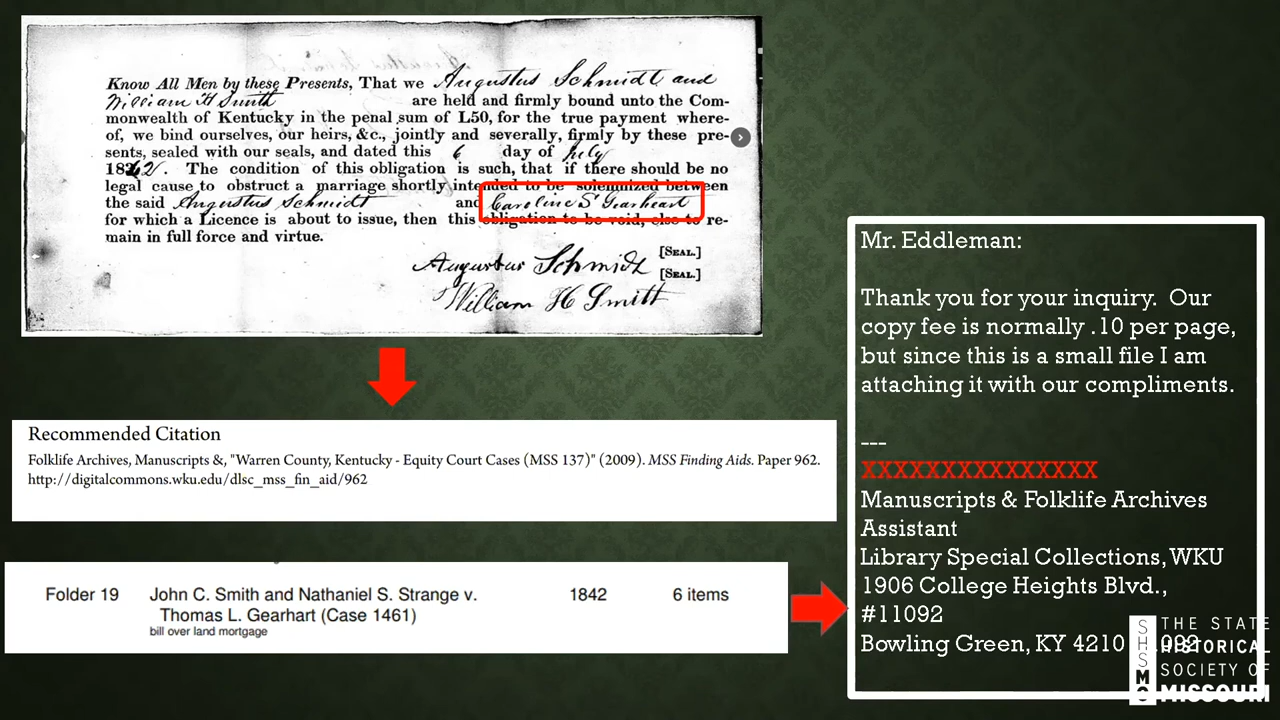 Know All Men by these Presents, That we Augustus Schmidt and
William H Smith are held and firmly bound unto the Com-
monwealth of Kentucky in the penal sum of L50, for the true payment where-
of, we bind ourselves, our heirs, &c., jointly and severally, firmly by these pre-
sents, sealed with our seals, and dated this 6 day of July
1842. The condition of this obligation is such, that if there should be no
legal cause to obstruct a marriage shortly intended to be solemnized between
the said Augustus Schmidt and Caroline S Gearheart
for which a Licence is about to issue, then this obligation to be void, else to re-
main in full force and virtue.
Augustus Schmidt [SEAL.]
William H Smith [SEAL.]
Recommended Citation
Folklife Archives, Manuscripts &, "Warren County, Kentucky - Equity Court Cases (MSS 137)" (2009). MSS Finding Aids. Paper 962.
http://digitalcommons.wku.edu/dlsc_mss_fin_aid/962
Folder 19 John C. Smith and Nathaniel S. Strange v. 1842 6 items
Thomas L. Gearhart (Case 1461)
bill over land mortgage
Mr. Eddleman:
Thank you for your inquiry. Our
copy fee is normally .10 per page,
but since this is a small file I am
attaching it with our compliments.
---
XXXXXXXXXXXXXXX
Manuscripts & Folklife Archives
Assistant
Library Special Collections, WKU
1906 College Heights Blvd.,
#11092
Bowling Green, KY 4210
SHSMO
THE STATE
HISTORICAL
SOCIETY OF
MISSOURI